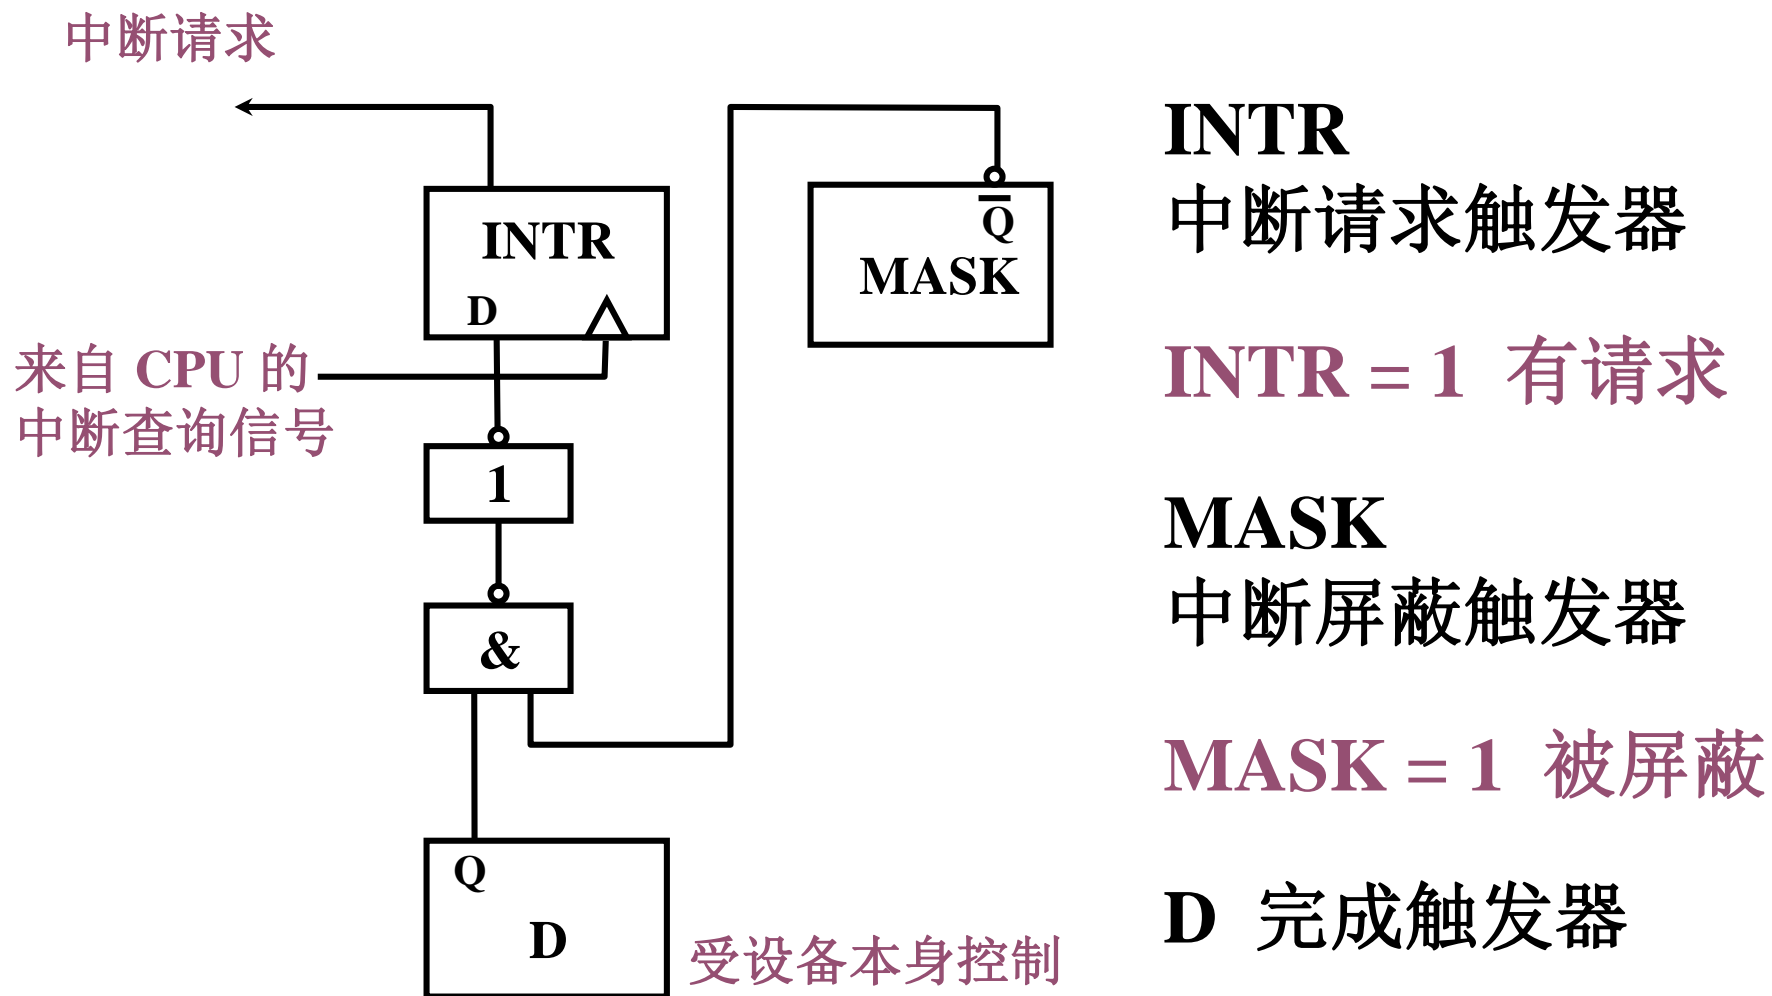 中断请求
INTR
D
来自 CPU 的
中断查询信号
1
&
Q
D
受设备本身控制
Q̅
MASK
INTR
中断请求触发器
INTR = 1 有请求
MASK
中断屏蔽触发器
MASK = 1 被屏蔽
D 完成触发器